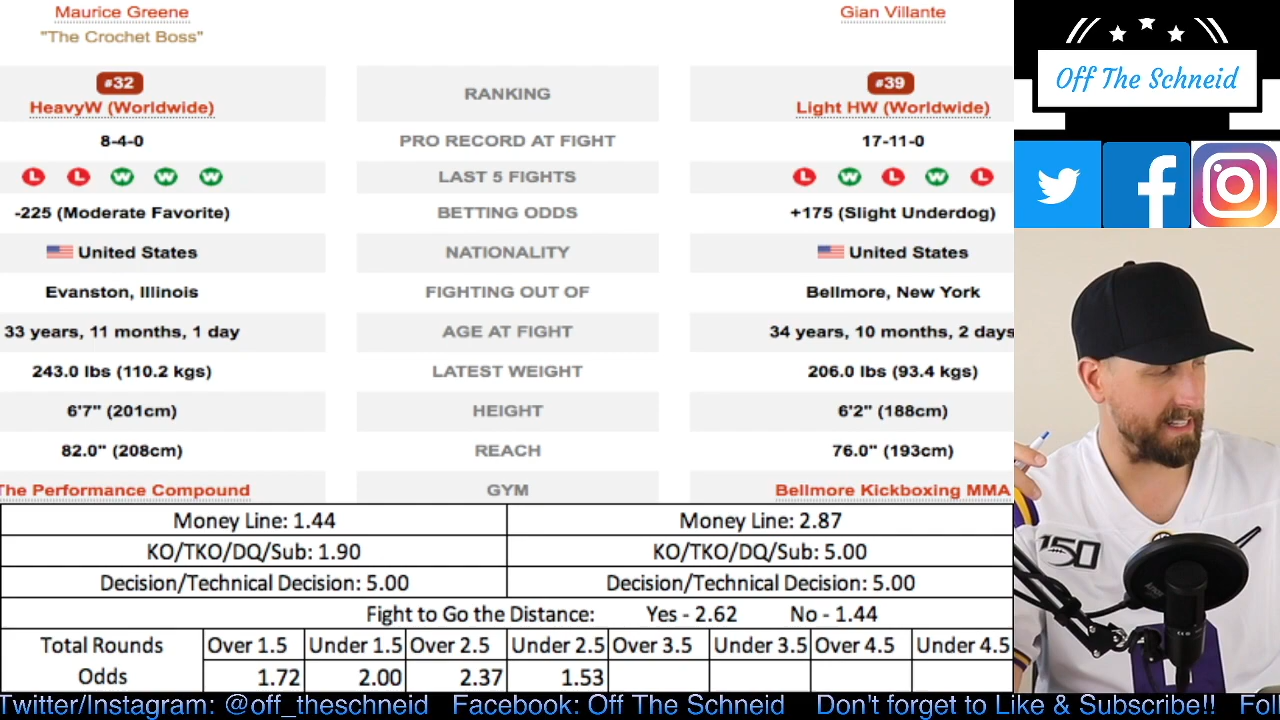 Maurice Greene
"The Crochet Boss"
Gian Villante
#32
HeavyW (Worldwide)
RANKING
#39
Light HW (Worldwide)
8-4-0
PRO RECORD AT FIGHT
17-11-0
L L W W W
LAST 5 FIGHTS
L W L W L
-225 (Moderate Favorite)
BETTING ODDS
+175 (Slight Underdog)
United States
NATIONALITY
United States
Evanston, Illinois
FIGHTING OUT OF
Bellmore, New York
33 years, 11 months, 1 day
AGE AT FIGHT
34 years, 10 months, 2 days
243.0 lbs (110.2 kgs)
LATEST WEIGHT
206.0 lbs (93.4 kgs)
6'7" (201cm)
HEIGHT
6'2" (188cm)
82.0" (208cm)
REACH
76.0" (193cm)
The Performance Compound
GYM
Bellmore Kickboxing MMA
Money Line: 1.44
Money Line: 2.87
KO/TKO/DQ/Sub: 1.90
KO/TKO/DQ/Sub: 5.00
Decision/Technical Decision: 5.00
Decision/Technical Decision: 5.00
Fight to Go the Distance: Yes - 2.62 No - 1.44
Total Rounds Over 1.5 Under 1.5 Over 2.5 Under 2.5 Over 3.5 Under 3.5 Over 4.5 Under 4.5
Odds 1.72 2.00 2.37 1.53
Off The Schneid
150
Twitter/Instagram: @off_theschneid Facebook: Off The Schneid Don't forget to Like & Subscribe!! Fol